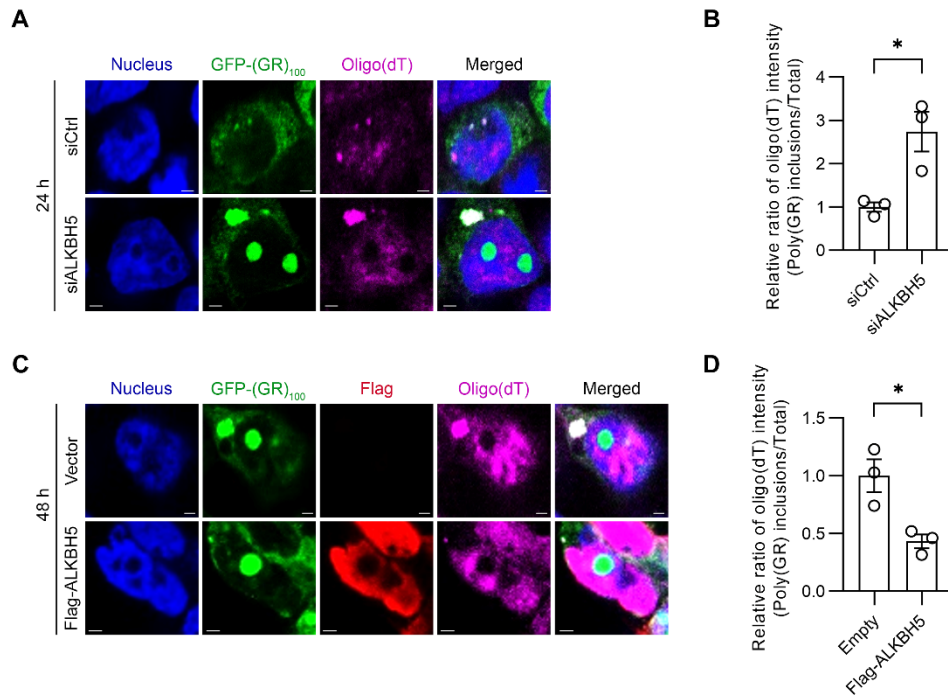 A
Nucleus GFP-(GR)100 Oligo(dT) Merged
24 h
siCtrl
siALKBH5
B
*
Relative ratio of oligo(dT) intensity
(Poly(GR) inclusions/Total)
4
3
2
1
0
siCtrl
siALKBH5
C
Nucleus GFP-(GR)100 Flag Oligo(dT) Merged
48 h
Vector
Flag-ALKBH5
D
*
Relative ratio of oligo(dT) intensity
(Poly(GR) inclusions/Total)
1.5
1.0
0.5
0.0
Empty
Flag-ALKBH5